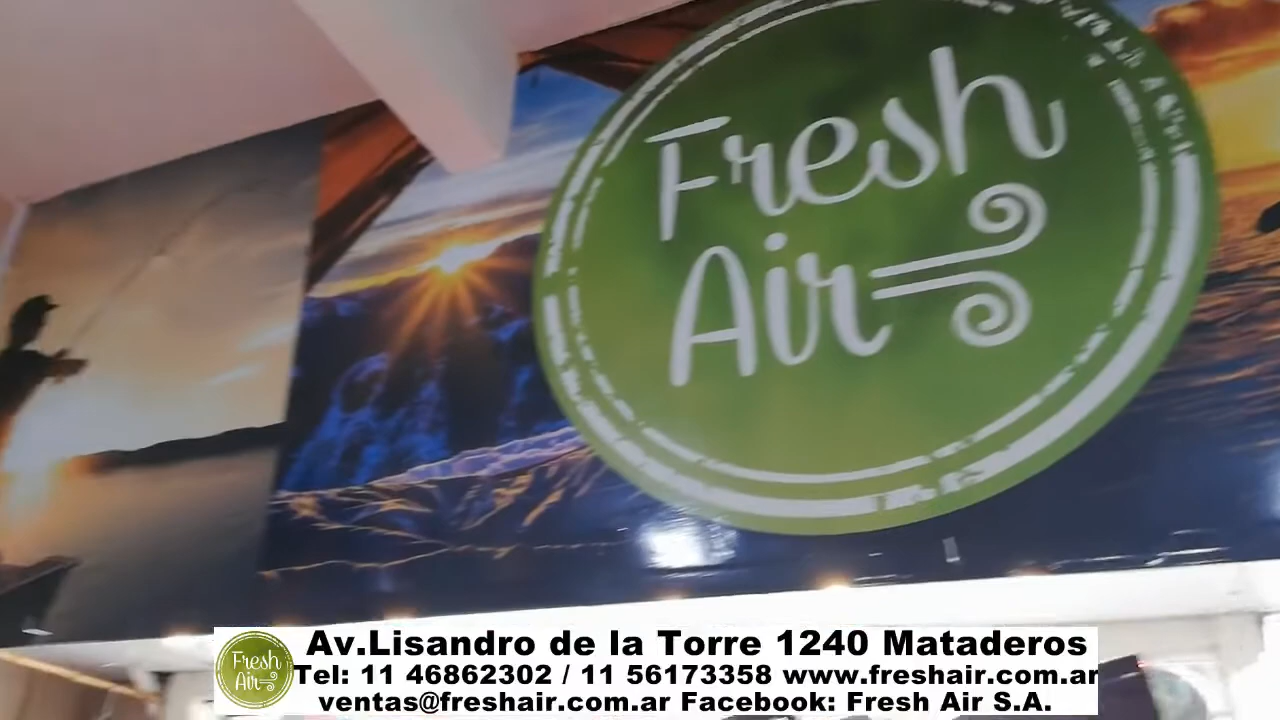 Fresh
Air
Fresh
Air
Av.Lisandro de la Torre 1240 Mataderos
Tel: 11 46862302 / 11 56173358 www.freshair.com.ar
ventas@freshair.com.ar Facebook: Fresh Air S.A.